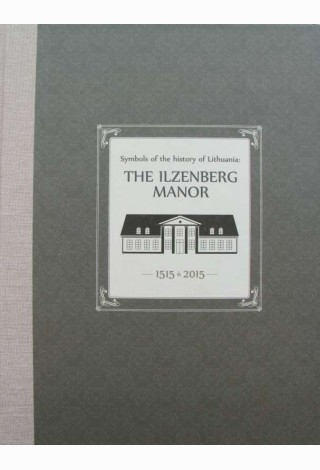 Symbols of the history of Lithuania:
THE ILZENBERG
MANOR
1515 & 2015